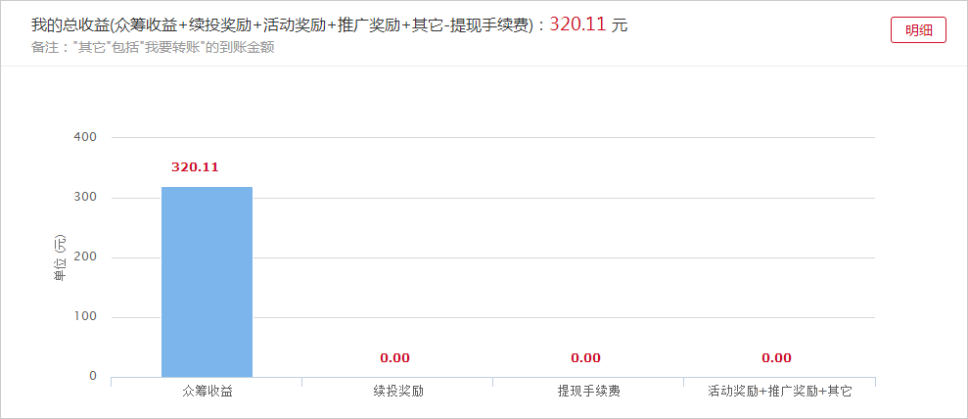 我的总收益(众筹收益+续投奖励+活动奖励+推广奖励+其它-提现手续费)：320.11 元
明细
备注："其它"包括"我要转账"的到账金额
400
300
200
100
0
单位 (元)
320.11
0.00
0.00
0.00
众筹收益
续投奖励
提现手续费
活动奖励+推广奖励+其它